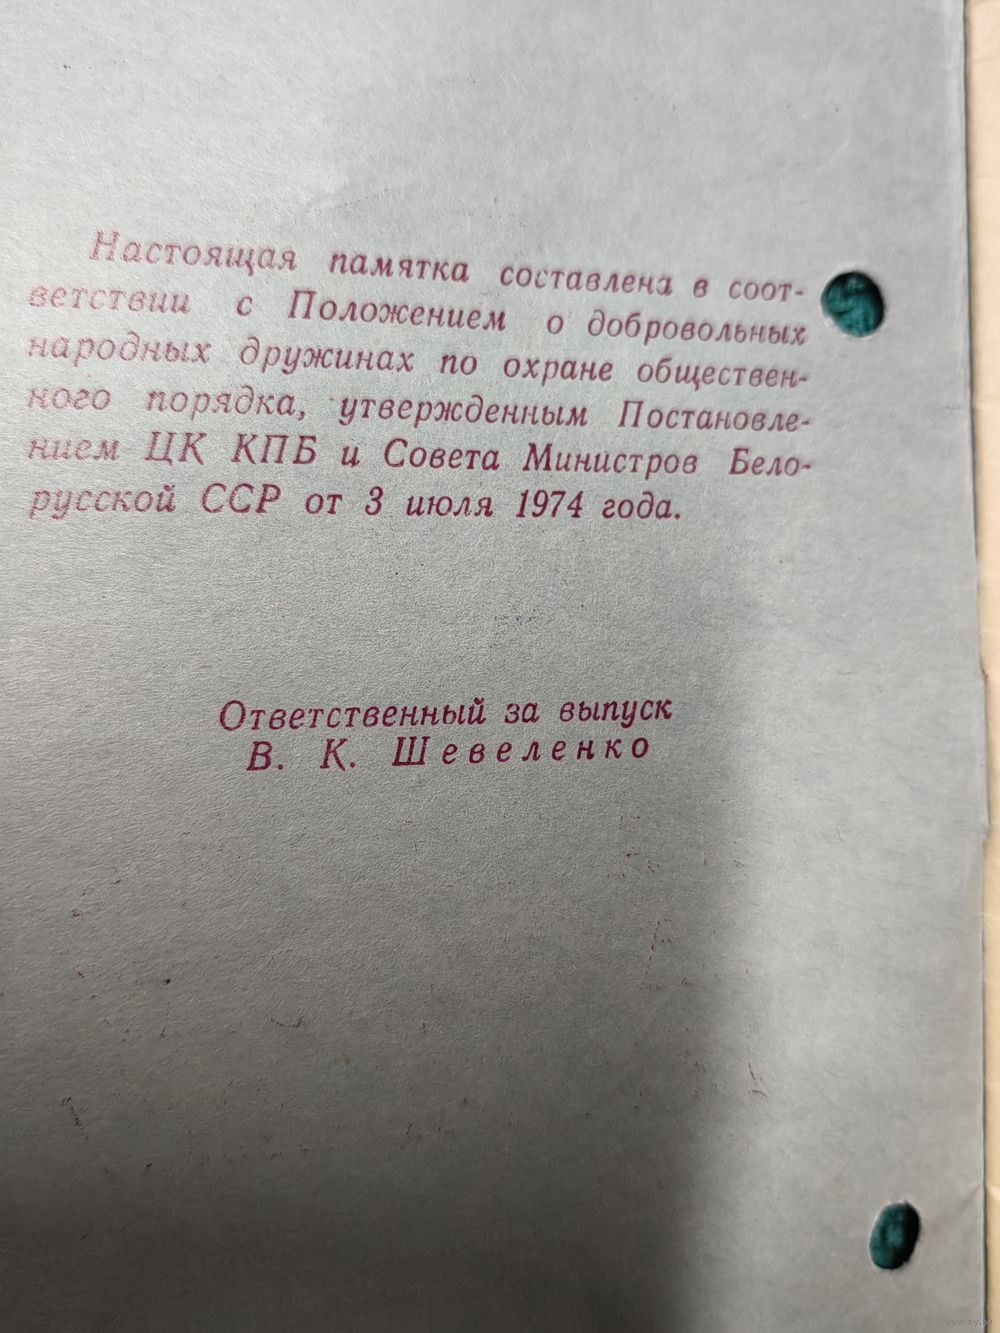 Настоящая памятка составлена в соот-
ветствии с Положением о добровольных
народных дружинах по охране обществен-
ного порядка, утвержденным Постановле-
нием ЦК КПБ и Совета Министров Бело-
русской ССР от 3 июля 1974 года.
Ответственный за выпуск
В. К. Шевеленко